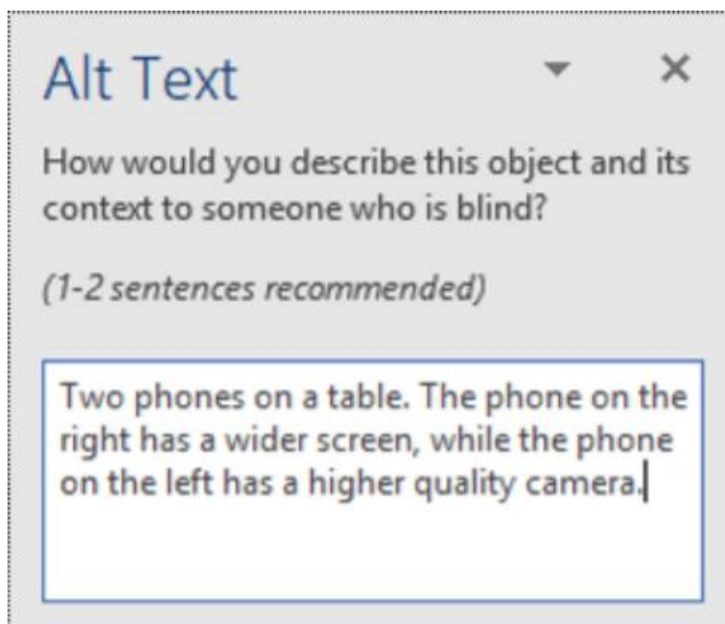 Alt Text
How would you describe this object and its
context to someone who is blind?
(1-2 sentences recommended)
Two phones on a table. The phone on the
right has a wider screen, while the phone
on the left has a higher quality camera.